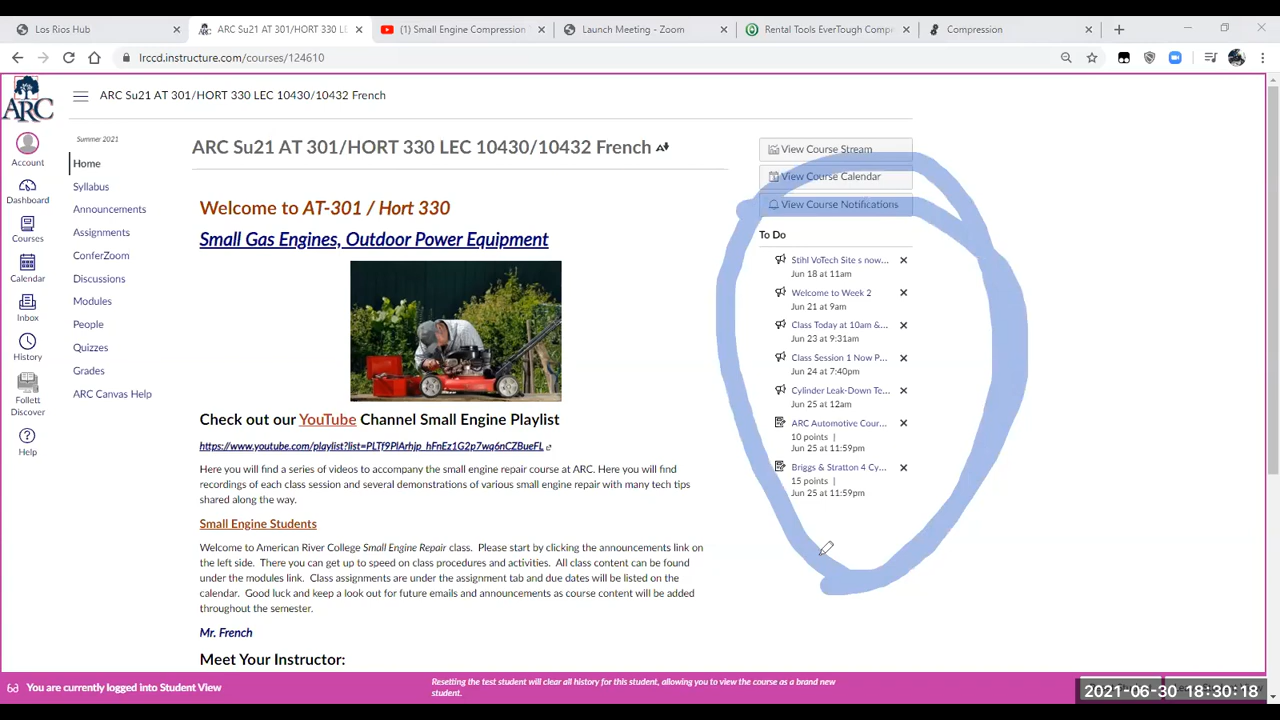 Los Rios Hub
ARC Su21 AT 301/HORT 330 LE
(1) Small Engine Compression
Launch Meeting - Zoom
Rental Tools EverTough Compr
Compression
lrccd.instructure.com/courses/124610
ARC
ARC Su21 AT 301/HORT 330 LEC 10430/10432 French
Account
Dashboard
Courses
Calendar
Inbox
History
Follett
Discover
Help
Summer 2021
Home
Syllabus
Announcements
Assignments
ConferZoom
Discussions
Modules
People
Quizzes
Grades
ARC Canvas Help
ARC Su21 AT 301/HORT 330 LEC 10430/10432 French
Welcome to AT-301 / Hort 330
Small Gas Engines, Outdoor Power Equipment
Check out our YouTube Channel Small Engine Playlist
https://www.youtube.com/playlist?list=PLTf9PlArhjp_hFnEz1G2p7wq6nCZBueFL
Here you will find a series of videos to accompany the small engine repair course at ARC. Here you will find
recordings of each class session and several demonstrations of various small engine repair with many tech tips
shared along the way.
Small Engine Students
Welcome to American River College Small Engine Repair class. Please start by clicking the announcements link on
the left side. There you can get up to speed on class procedures and activities. All class content can be found
under the modules link. Class assignments are under the assignment tab and due dates will be listed on the
calendar. Good luck and keep a look out for future emails and announcements as course content will be added
throughout the semester.
Mr. French
Meet Your Instructor:
View Course Stream
View Course Calendar
View Course Notifications
To Do
Stihl VoTech Site s now...
Jun 18 at 11am
Welcome to Week 2
Jun 21 at 9am
Class Today at 10am &...
Jun 23 at 9:31am
Class Session 1 Now P...
Jun 24 at 7:40pm
Cylinder Leak-Down Te...
Jun 25 at 12am
ARC Automotive Cour...
10 points |
Jun 25 at 11:59pm
Briggs & Stratton 4 Cy...
15 points |
Jun 25 at 11:59pm
You are currently logged into Student View
Resetting the test student will clear all history for this student, allowing you to view the course as a brand new
student.
2021-06-30 18:30:18